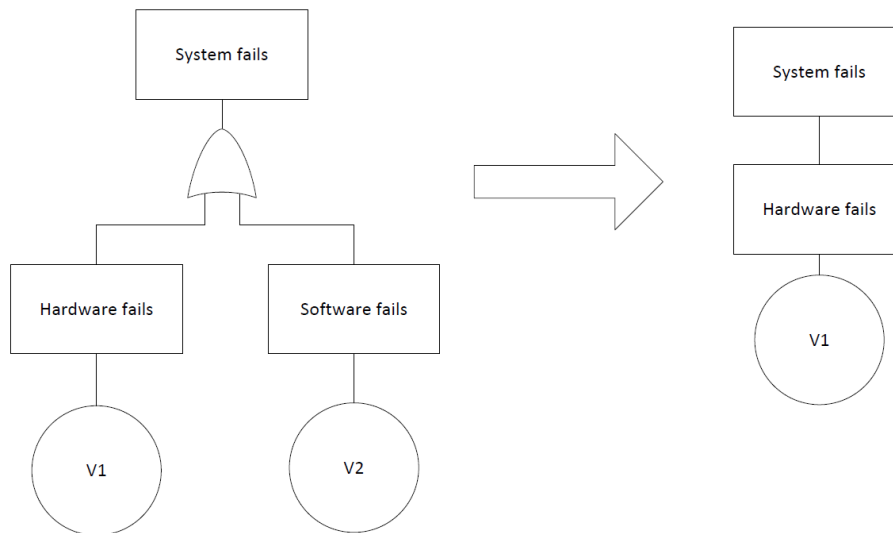 System fails
Hardware fails
Software fails
V1
V2
System fails
Hardware fails
V1